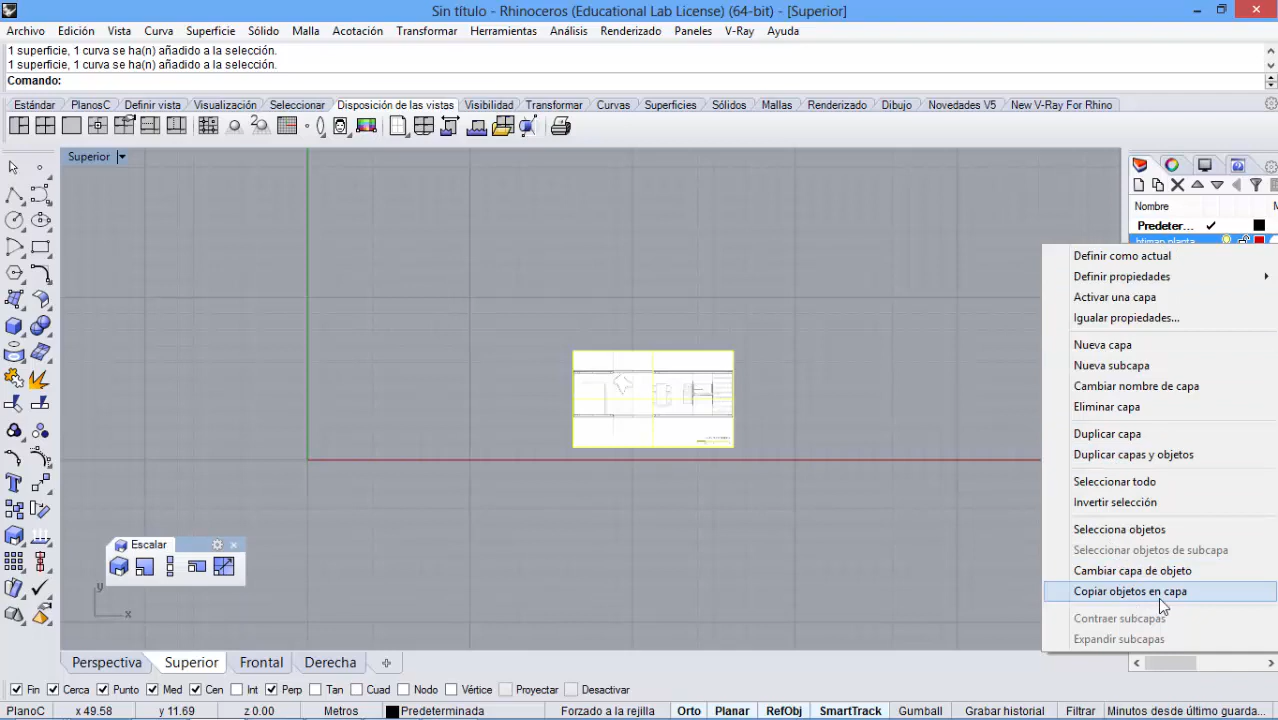 Sin título - Rhinoceros (Educational Lab License) (64-bit) - [Superior]
Archivo Edición Vista Curva Superficie Sólido Malla Acotación Transformar Herramientas Análisis Renderizado Paneles V-Ray Ayuda
1 superficie, 1 curva se ha(n) añadido a la selección.
1 superficie, 1 curva se ha(n) añadido a la selección.
Comando:
Estándar PlanosC Definir vista Visualización Seleccionar Disposición de las vistas Visibilidad Transformar Curvas Superficies Sólidos Mallas Renderizado Dibujo Novedades V5 New V-Ray For Rhino
Superior
Nombre
Predeter...
Definir como actual
Definir propiedades
Activar una capa
Igualar propiedades...
Nueva capa
Nueva subcapa
Cambiar nombre de capa
Eliminar capa
Duplicar capa
Duplicar capas y objetos
Seleccionar todo
Invertir selección
Selecciona objetos
Seleccionar objetos de subcapa
Cambiar capa de objeto
Copiar objetos en capa
Contraer subcapas
Expandir subcapas
Escalar
y
x
Perspectiva Superior Frontal Derecha
Fin Cerca Punto Med Cen Int Perp Tan Cuad Nodo Vértice Proyectar Desactivar
PlanoC x 49.58 y 11.69 z 0.00 Metros Predeterminada Forzado a la rejilla Orto Planar RefObj SmartTrack Gumball Grabar historial Filtrar Minutos desde último guarda...